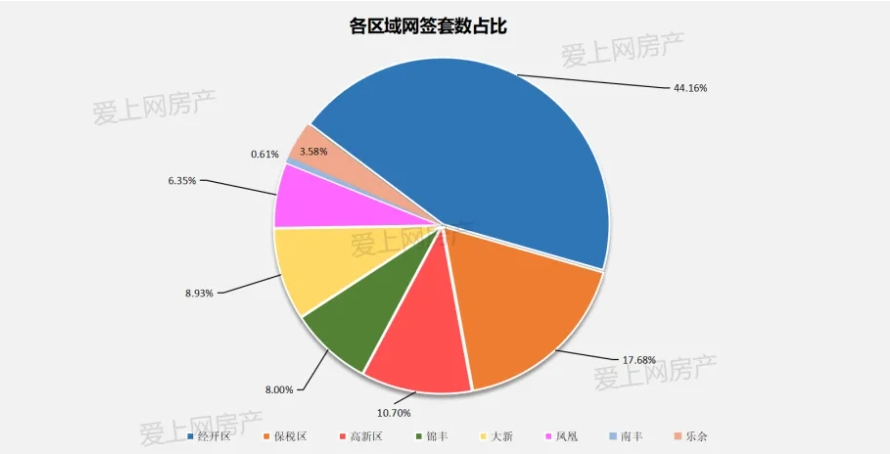 各区域网签套数占比
爱上网房产
爱上网房产
44.16%
3.58%
0.61%
6.35%
爱上网房产
8.93%
17.68%
爱上网房产
8.00%
10.70%
爱上网房产
经开区 保税区 高新区 锦丰 大新 凤凰 南丰 乐余